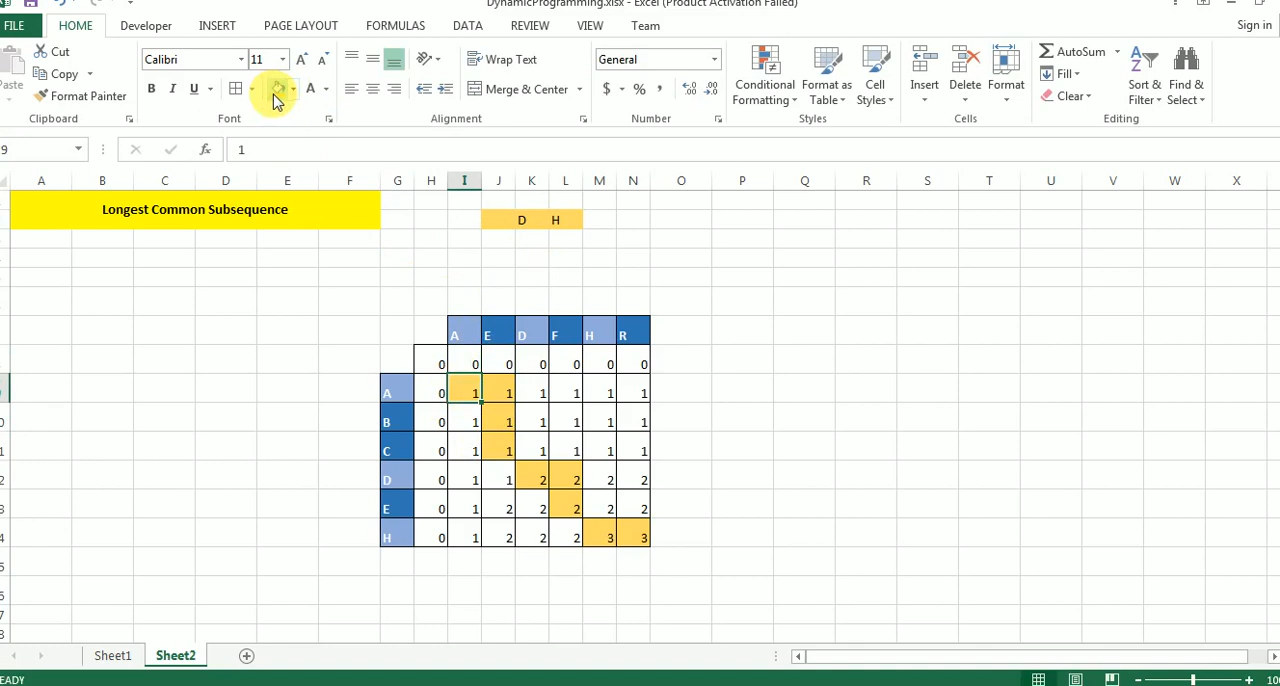 DynamicProgramming.xlsx - Excel (Product Activation Failed)
FILE HOME Developer INSERT PAGE LAYOUT FORMULAS DATA REVIEW VIEW Team Sign in
Cut
Copy
Format Painter
Paste
Clipboard
Calibri 11
B I U A
Font
Wrap Text
Merge & Center
Alignment
General
$ % ,
Number
Conditional Formatting
Format as Table
Cell Styles
Styles
Insert Delete Format
Cells
AutoSum
Fill
Clear
Sort & Filter
Find & Select
Editing
9 fx 1
A B C D E F G H I J K L M N O P Q R S T U V W X
Longest Common Subsequence
D H
A E D F H R
0 0 0 0 0 0 0
A 0 1 1 1 1 1 1
B 0 1 1 1 1 1 1
C 0 1 1 1 1 1 1
D 0 1 1 2 2 2 2
E 0 1 2 2 2 2 2
H 0 1 2 2 2 3 3
Sheet1 Sheet2
EADY
100